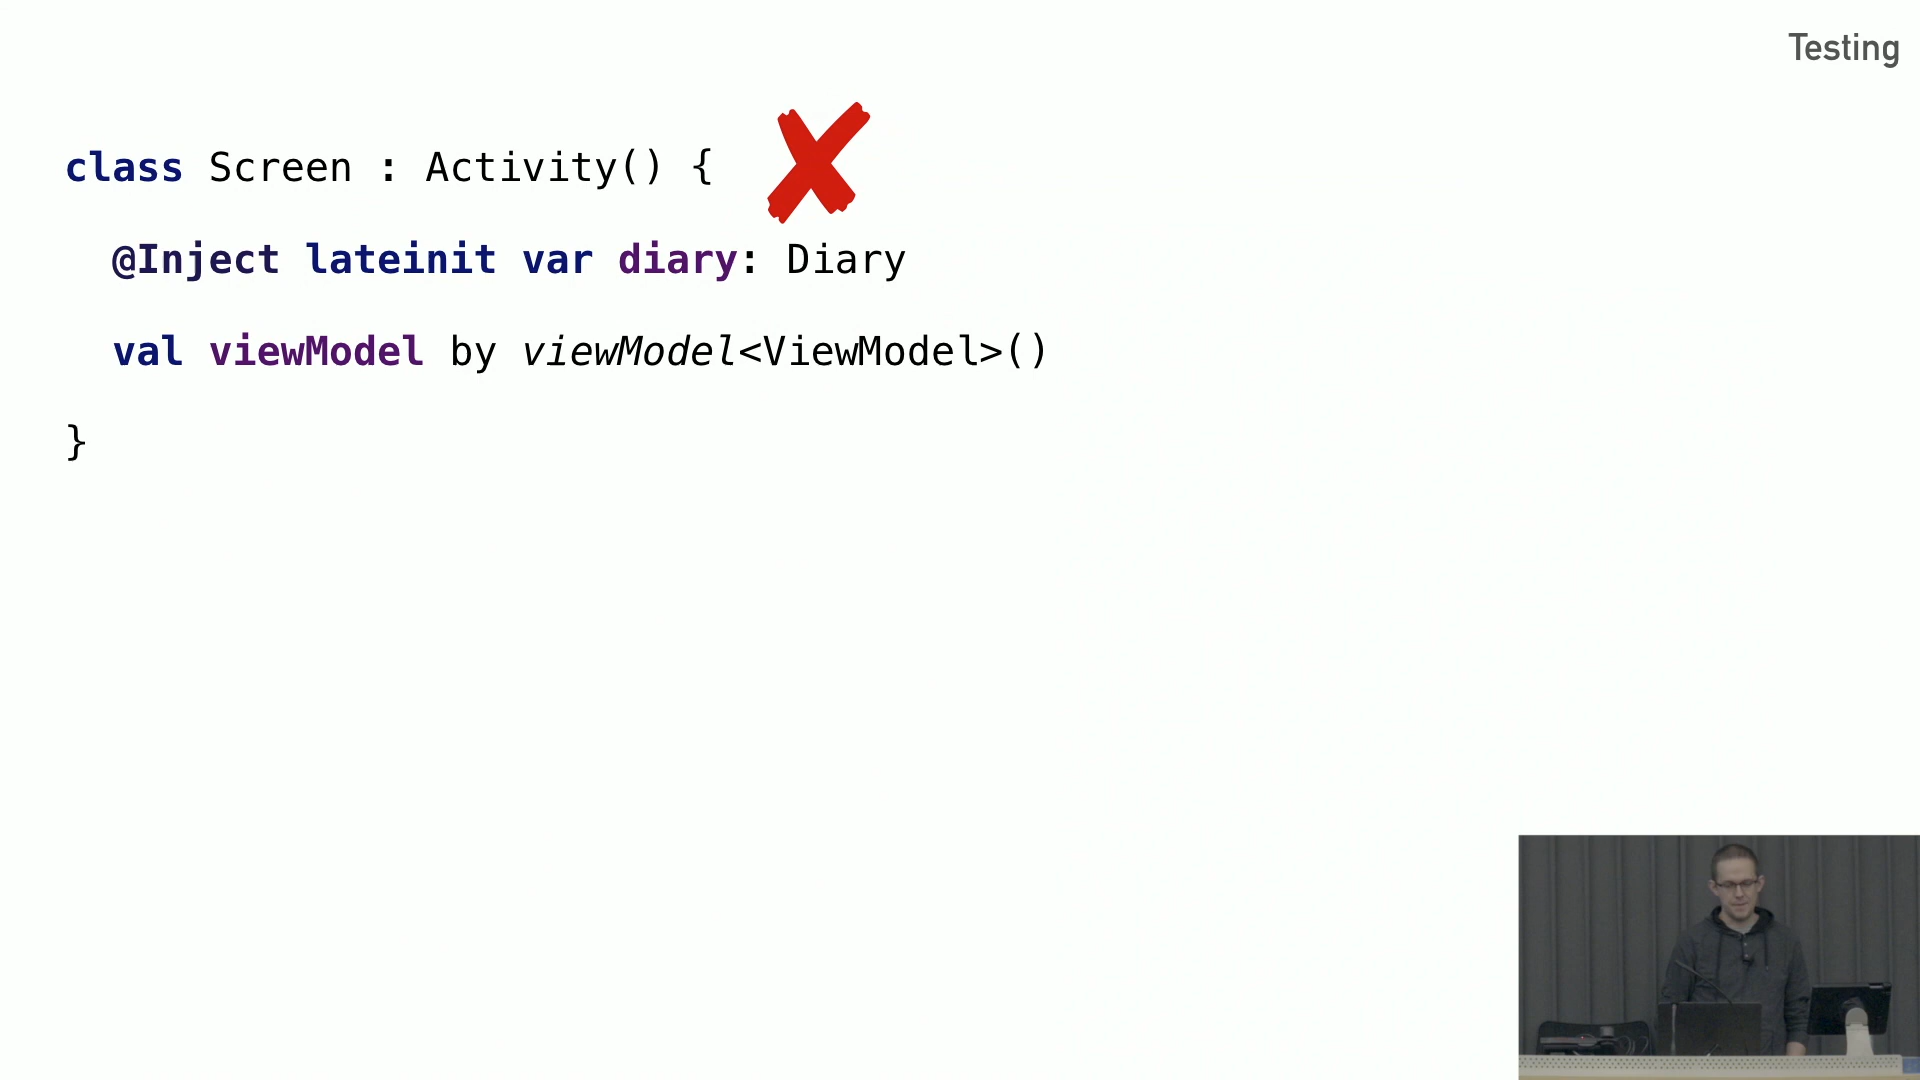 Testing
class Screen : Activity() {
@Inject lateinit var diary: Diary
val viewModel by viewModel<ViewModel>()
}